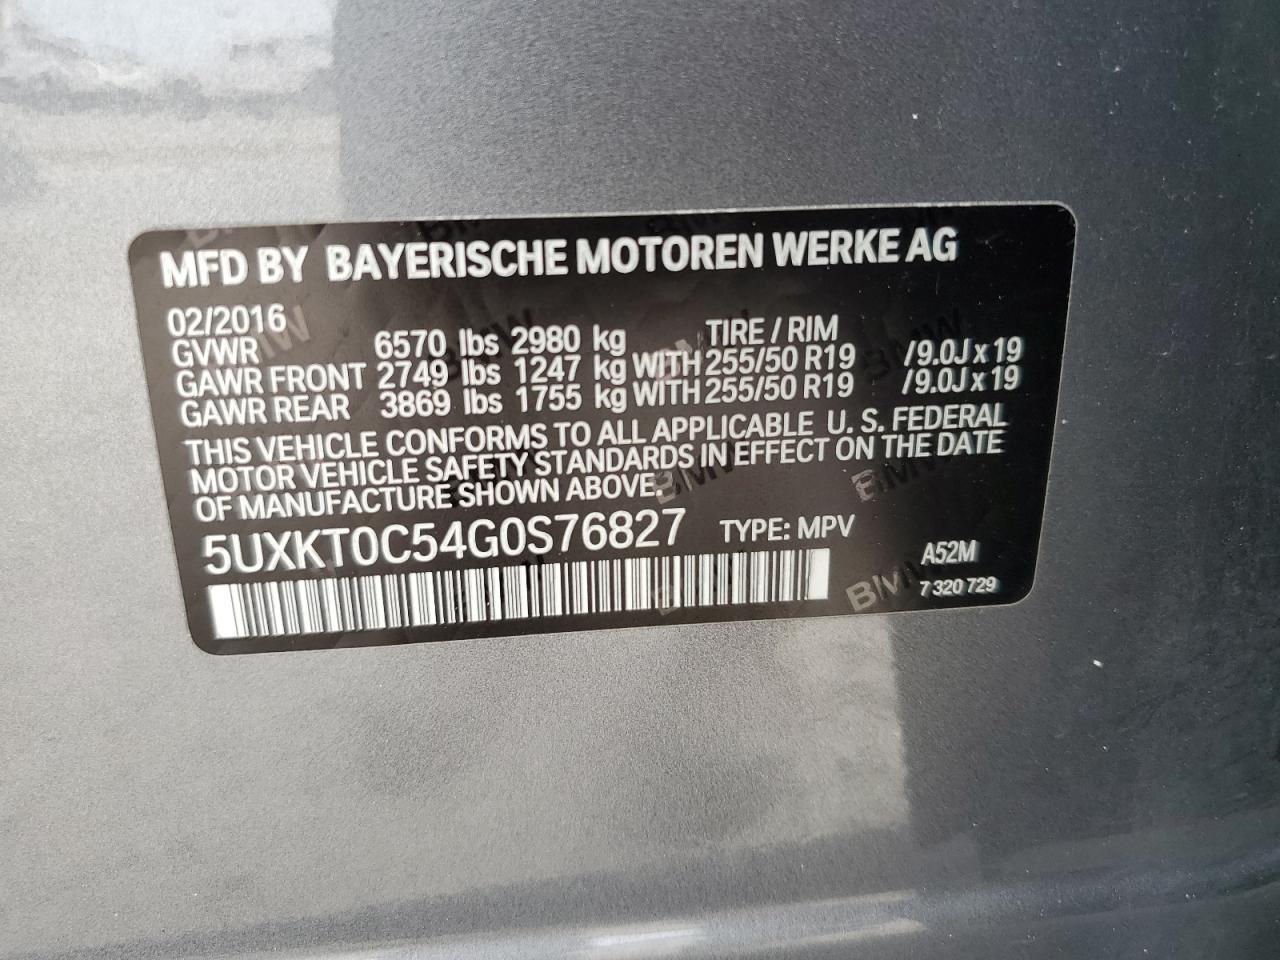 MFD BY BAYERISCHE MOTOREN WERKE AG
02/2016 TIRE / RIM
GVWR 6570 lbs 2980 kg
GAWR FRONT 2749 lbs 1247 kg WITH 255/50 R19 /9.0J x 19
GAWR REAR 3869 lbs 1755 kg WITH 255/50 R19 /9.0J x 19
THIS VEHICLE CONFORMS TO ALL APPLICABLE U. S. FEDERAL
MOTOR VEHICLE SAFETY STANDARDS IN EFFECT ON THE DATE
OF MANUFACTURE SHOWN ABOVE.
5UXKT0C54G0S76827 TYPE: MPV
A52M
7 320 729